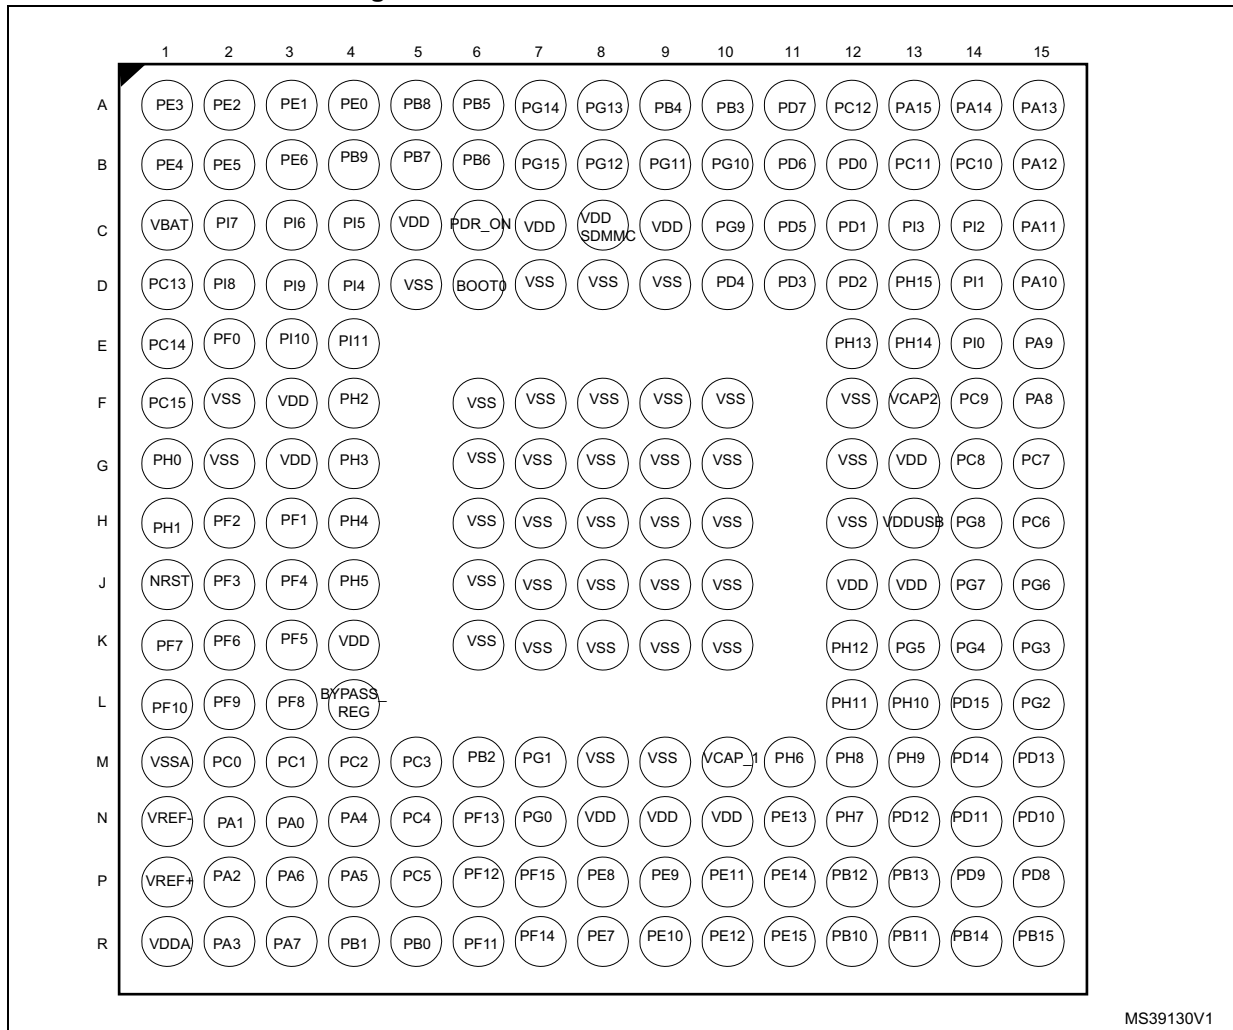 1 2 3 4 5 6 7 8 9 10 11 12 13 14 15
A PE3 PE2 PE1 PE0 PB8 PB5 PG14 PG13 PB4 PB3 PD7 PC12 PA15 PA14 PA13
B PE4 PE5 PE6 PB9 PB7 PB6 PG15 PG12 PG11 PG10 PD6 PD0 PC11 PC10 PA12
C VBAT PI7 PI6 PI5 VDD PDR_ON VDD VDD SDMMC VDD PG9 PD5 PD1 PI3 PI2 PA11
D PC13 PI8 PI9 PI4 VSS BOOT0 VSS VSS VSS PD4 PD3 PD2 PH15 PI1 PA10
E PC14 PF0 PI10 PI11 PH13 PH14 PI0 PA9
F PC15 VSS VDD PH2 VSS VSS VSS VSS VSS VSS VCAP2 PC9 PA8
G PH0 VSS VDD PH3 VSS VSS VSS VSS VSS VSS VDD PC8 PC7
H PH1 PF2 PF1 PH4 VSS VSS VSS VSS VSS VSS VDDUSB PG8 PC6
J NRST PF3 PF4 PH5 VSS VSS VSS VSS VSS VDD VDD PG7 PG6
K PF7 PF6 PF5 VDD VSS VSS VSS VSS VSS PH12 PG5 PG4 PG3
L PF10 PF9 PF8 BYPASS_ REG PH11 PH10 PD15 PG2
M VSSA PC0 PC1 PC2 PC3 PB2 PG1 VSS VSS VCAP_1 PH6 PH8 PH9 PD14 PD13
N VREF- PA1 PA0 PA4 PC4 PF13 PG0 VDD VDD VDD PE13 PH7 PD12 PD11 PD10
P VREF+ PA2 PA6 PA5 PC5 PF12 PF15 PE8 PE9 PE11 PE14 PB12 PB13 PD9 PD8
R VDDA PA3 PA7 PB1 PB0 PF11 PF14 PE7 PE10 PE12 PE15 PB10 PB11 PB14 PB15
MS39130V1